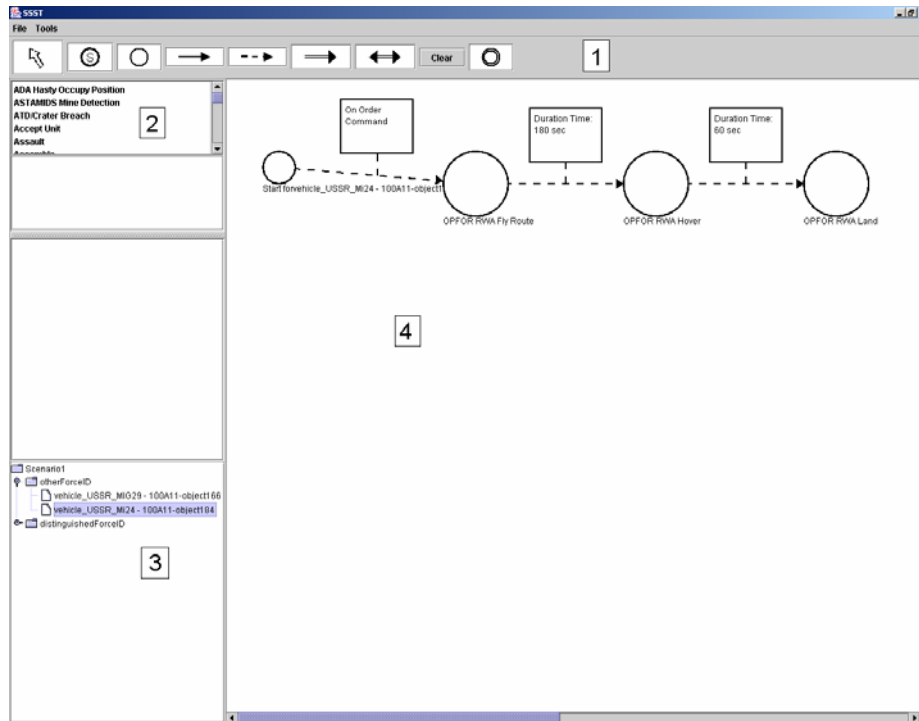 SSST
File Tools
S
Clear
1
ADA Hasty Occupy Position
ASTAMIDS Mine Detection
ATD/Crater Breach
Accept Unit
Assault
Assemble
2
On Order
Command
Duration Time:
180 sec
Duration Time:
60 sec
Start forvehicle_USSR_Mi24 - 100A11-object1
OPFOR RWA Fly Route
OPFOR RWA Hover
OPFOR RWA Land
4
Scenario1
otherForceID
vehicle_USSR_MIG29 - 100A11-object166
vehicle_USSR_Mi24 - 100A11-object184
distinguishedForceID
3